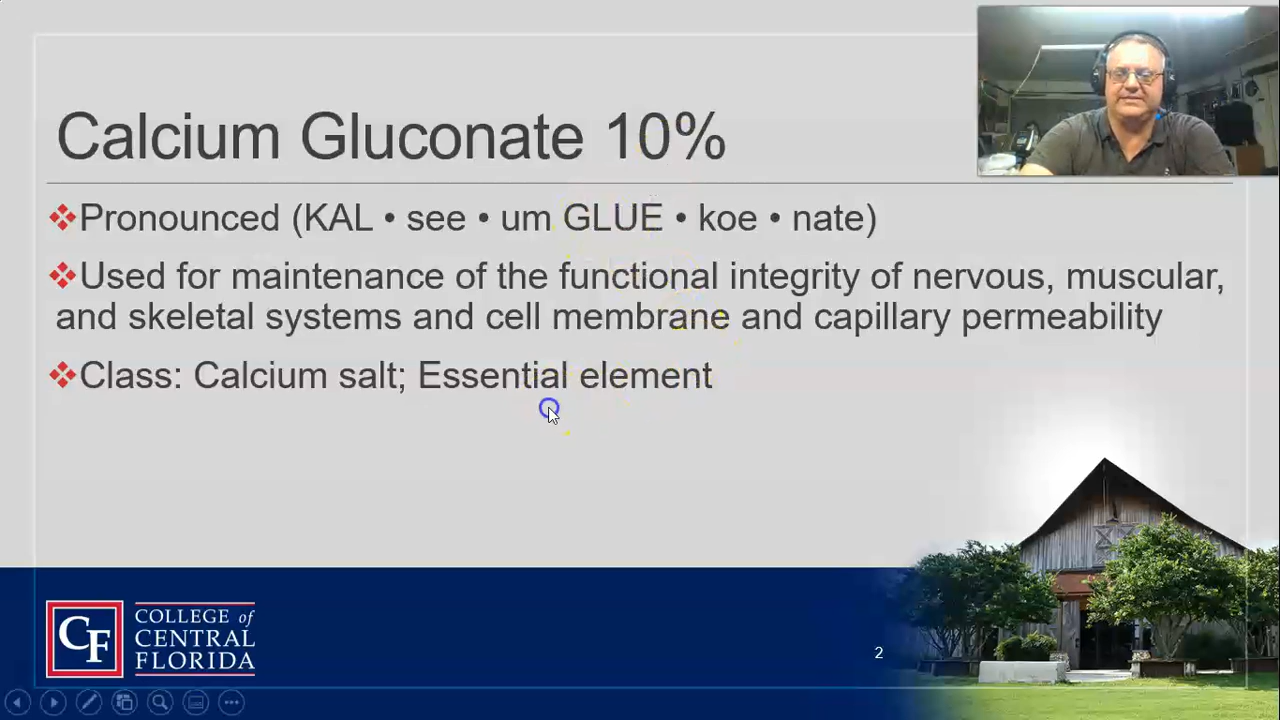 Calcium Gluconate 10%
❖Pronounced (KAL • see • um GLUE • koe • nate)
❖Used for maintenance of the functional integrity of nervous, muscular,
and skeletal systems and cell membrane and capillary permeability
❖Class: Calcium salt; Essential element
CF
COLLEGE of
CENTRAL
FLORIDA
2